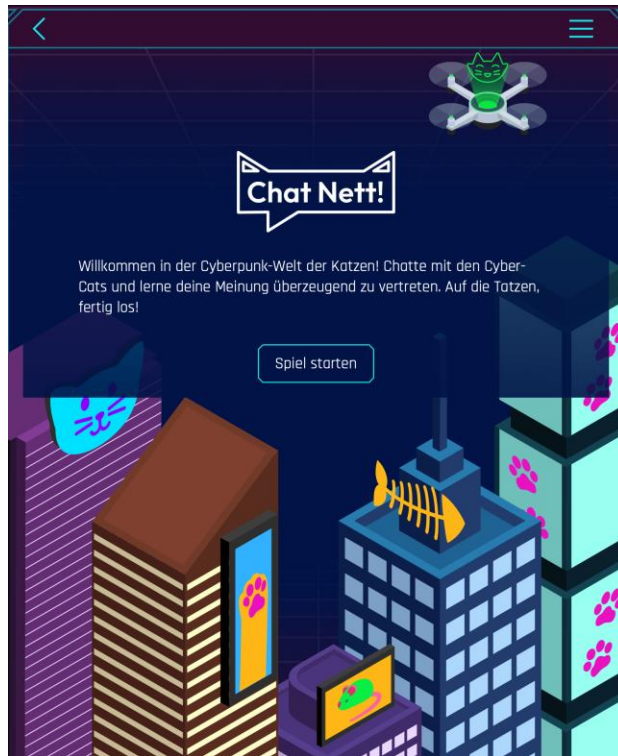 Chat Nett!
Willkommen in der Cyberpunk-Welt der Katzen! Chatte mit den Cyber-
Cats und lerne deine Meinung überzeugend zu vertreten. Auf die Tatzen,
fertig los!
Spiel starten